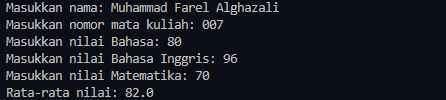 Masukkan nama: Muhammad Farel Alghazali
Masukkan nomor mata kuliah: 007
Masukkan nilai Bahasa: 80
Masukkan nilai Bahasa Inggris: 96
Masukkan nilai Matematika: 70
Rata-rata nilai: 82.0